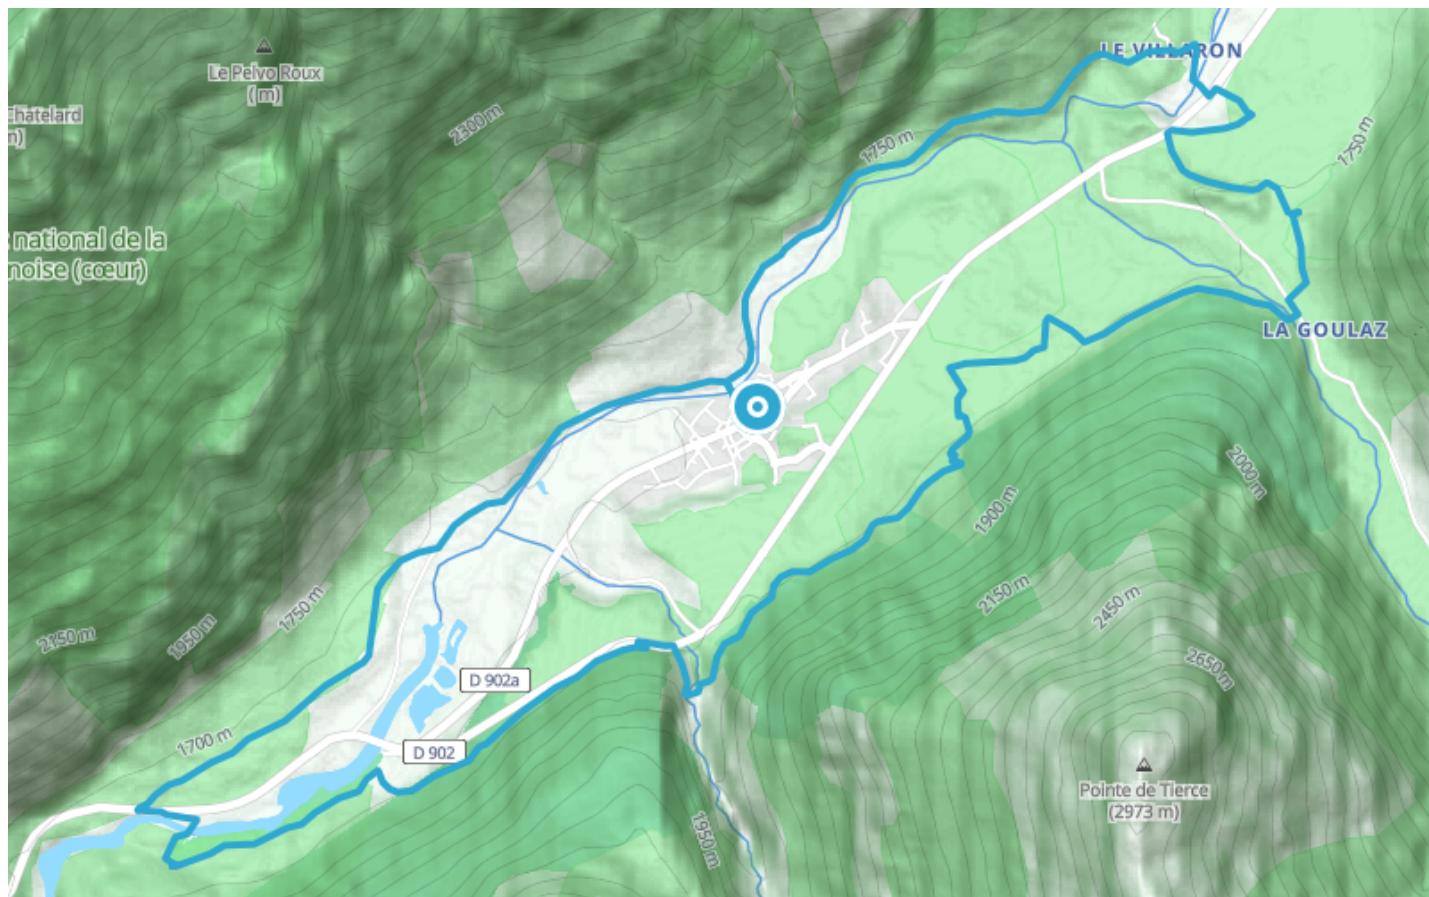 LE VILLARON
Le Pelvo Roux
( m)
Chatelard
n)
2300 m
1750 m
1750 m
national de la
noise (cœur)
LA GOULAZ
2000 m
1900 m
2150 m
2450 m
1750 m
1950 m
2150 m
2650 m
D 902a
1700 m
D 902
Pointe de Tierce
(2973 m)
1950 m